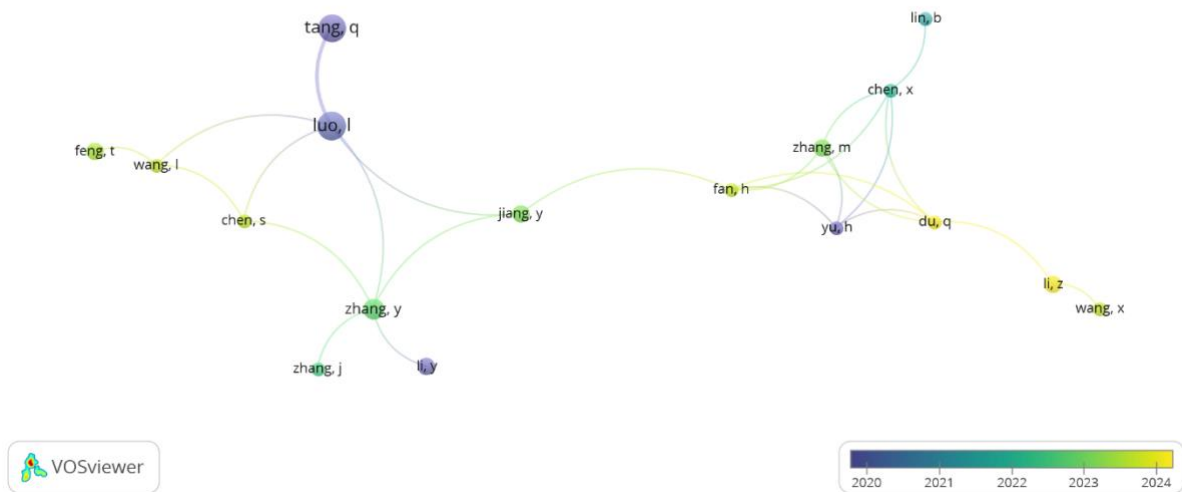 lin, b
tang, q
chen, x
luo, l
zhang, m
feng, t
wang, l
fan, h
chen, s
jiang, y
yu, h
du, q
li, z
zhang, y
wang, x
zhang, j
li, y
VOSviewer
2020 2021 2022 2023 2024